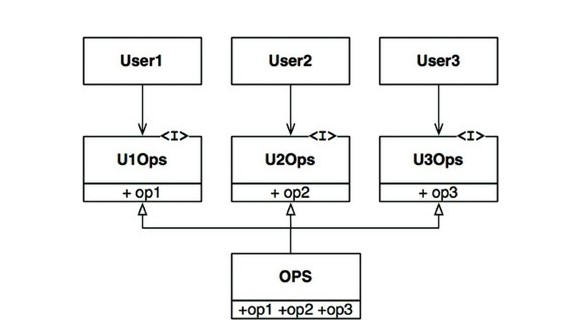 User1 User2 User3
<I> <I> <I>
U1Ops U2Ops U3Ops
+ op1 + op2 + op3
OPS
+op1 +op2 +op3